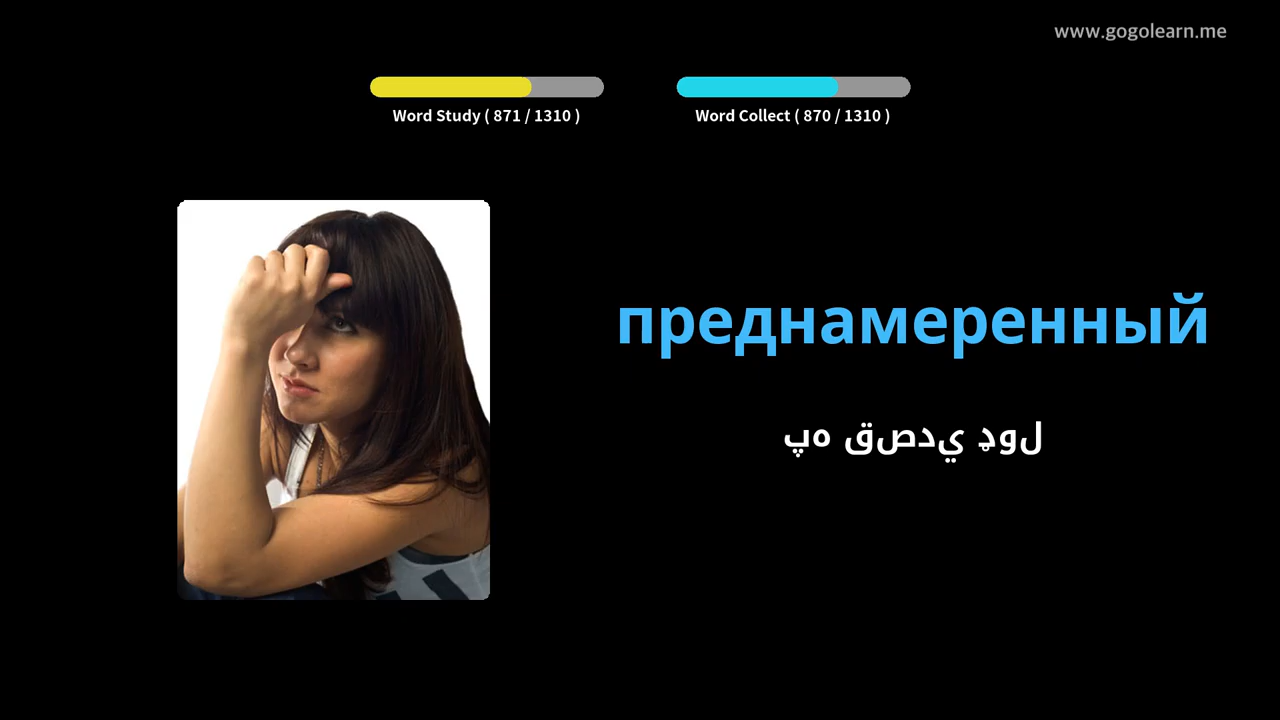 www.gogolearn.me
Word Study ( 871 / 1310 )
Word Collect ( 870 / 1310 )
преднамеренный
په قصدي ډول